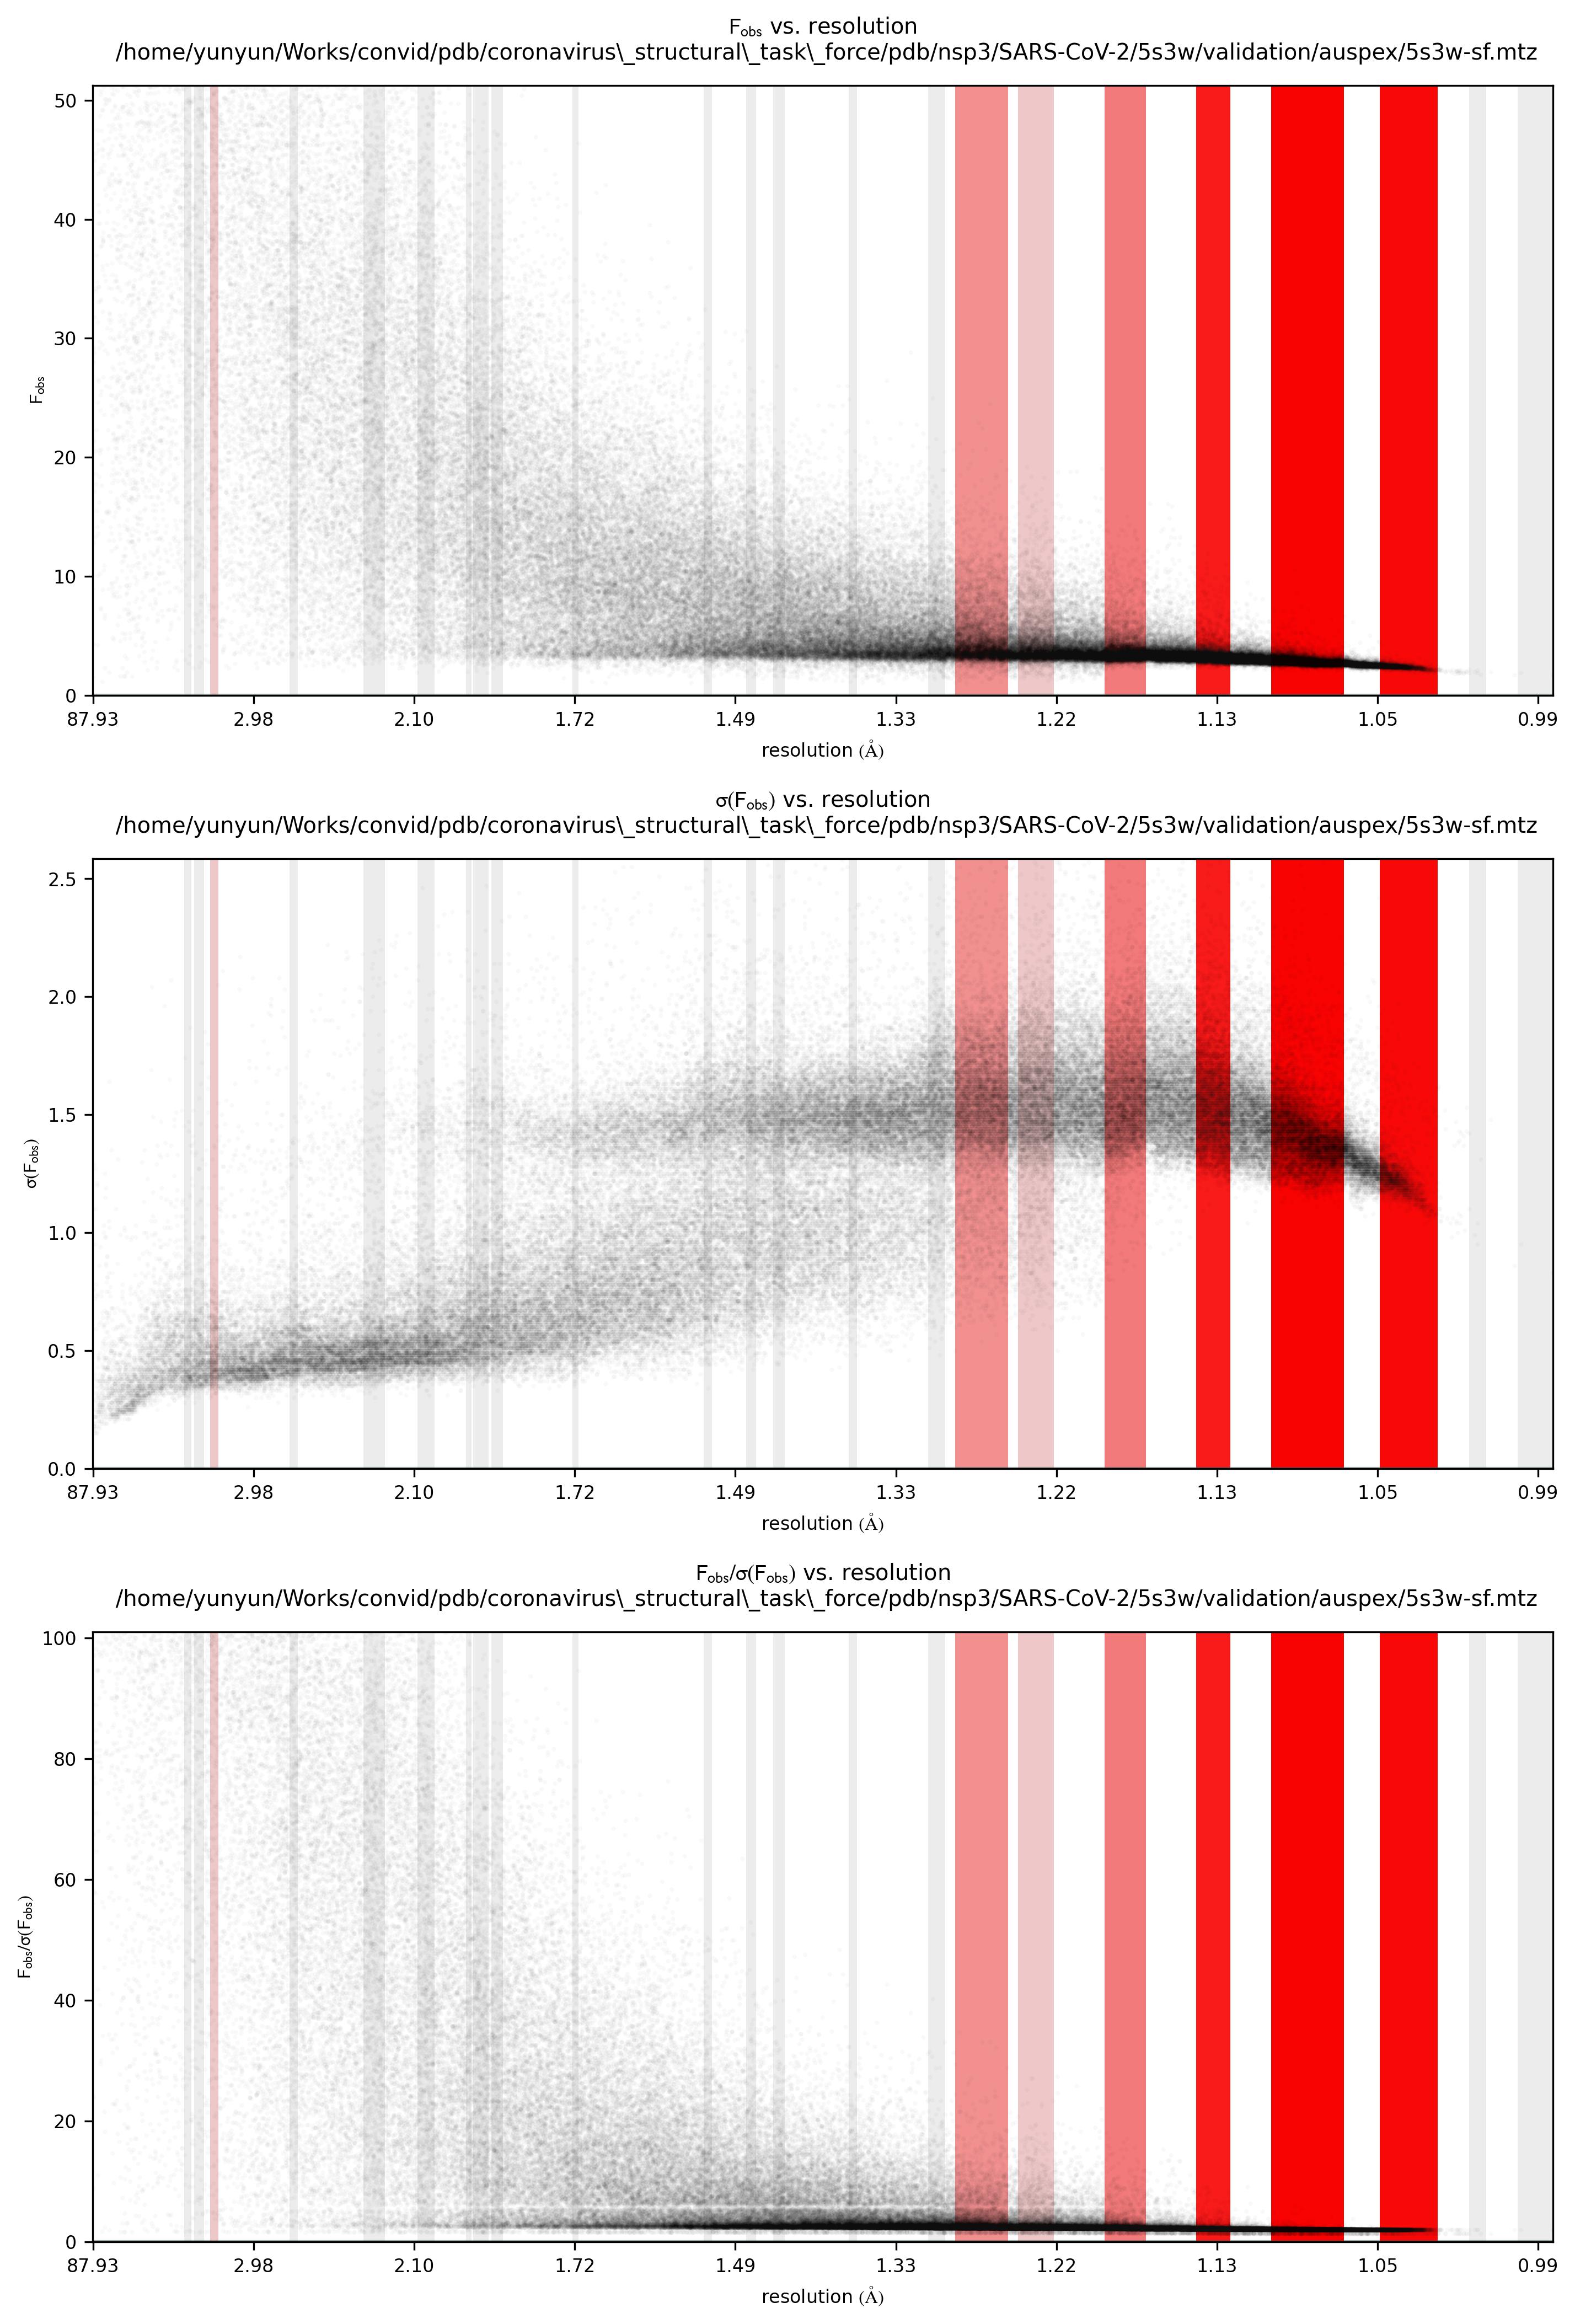 F_obs vs. resolution
/home/yunyun/Works/convid/pdb/coronavirus\_structural\_task\_force/pdb/nsp3/SARS-CoV-2/5s3w/validation/auspex/5s3w-sf.mtz
50
40
30
20
10
0
F_obs
87.93 2.98 2.10 1.72 1.49 1.33 1.22 1.13 1.05 0.99
resolution (Å)
σ(F_obs) vs. resolution
/home/yunyun/Works/convid/pdb/coronavirus\_structural\_task\_force/pdb/nsp3/SARS-CoV-2/5s3w/validation/auspex/5s3w-sf.mtz
2.5
2.0
1.5
1.0
0.5
0.0
σ(F_obs)
87.93 2.98 2.10 1.72 1.49 1.33 1.22 1.13 1.05 0.99
resolution (Å)
F_obs/σ(F_obs) vs. resolution
/home/yunyun/Works/convid/pdb/coronavirus\_structural\_task\_force/pdb/nsp3/SARS-CoV-2/5s3w/validation/auspex/5s3w-sf.mtz
100
80
60
40
20
0
F_obs/σ(F_obs)
87.93 2.98 2.10 1.72 1.49 1.33 1.22 1.13 1.05 0.99
resolution (Å)